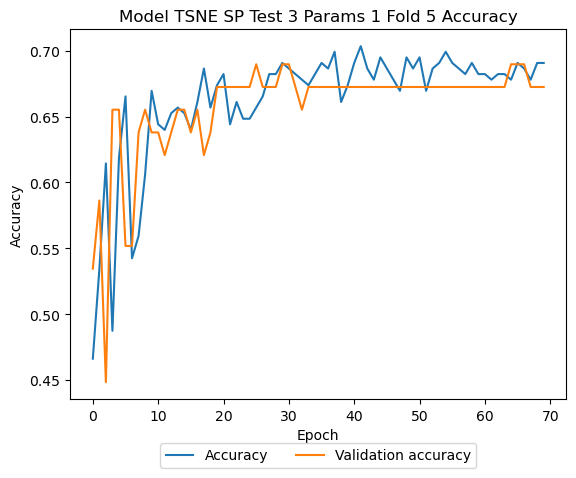 Model TSNE SP Test 3 Params 1 Fold 5 Accuracy
0.70
0.65
0.60
0.55
0.50
0.45
Accuracy
0 10 20 30 40 50 60 70
Epoch
Accuracy Validation accuracy